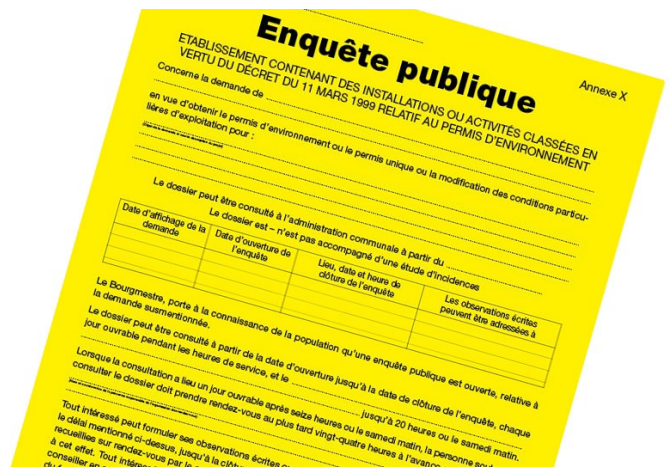 Annexe X
Enquête publique
ETABLISSEMENT CONTENANT DES INSTALLATIONS OU ACTIVITÉS CLASSÉES EN
VERTU DU DÉCRET DU 11 MARS 1999 RELATIF AU PERMIS D'ENVIRONNEMENT
Concerne la demande de
en vue d'obtenir le permis d'environnement ou le permis unique ou la modification des conditions particu-
lières d'exploitation pour :
Le dossier peut être consulté à l'administration communale à partir du
Le dossier est – n'est pas accompagné d'une étude d'incidences
Date d'affichage de la
demande
Date d'ouverture de
l'enquête
Lieu, date et heure de
clôture de l'enquête
Les observations écrites
peuvent être adressées à
Le Bourgmestre, porte à la connaissance de la population qu'une enquête publique est ouverte, relative à
la demande susmentionnée.
Le dossier peut être consulté à partir de la date d'ouverture jusqu'à la date de clôture de l'enquête, chaque
jour ouvrable pendant les heures de service, et le jusqu'à 20 heures ou le samedi matin.
Lorsque la consultation a lieu un jour ouvrable après seize heures ou le samedi matin, la personne
consulter le dossier doit prendre rendez-vous au plus tard vingt-quatre heures à l'avance
Tout intéressé peut formuler ses observations écrites
le délai mentionné ci-dessus, jusqu'à la
recueillies sur rendez-vous par le
à cet effet. Tout
conseiller en